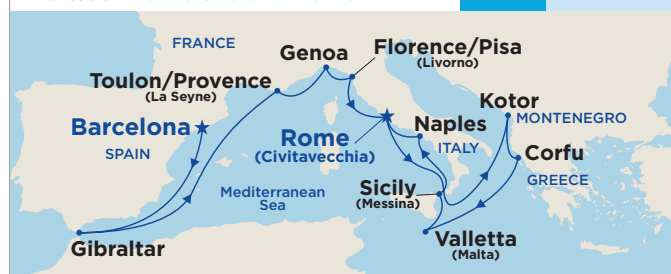 FRANCE
Genoa
Florence/Pisa
(Livorno)
Toulon/Provence
(La Seyne)
Kotor
MONTENEGRO
Barcelona
SPAIN
Rome
(Civitavecchia)
Naples
ITALY
Corfu
GREECE
Mediterranean
Sea
Sicily
(Messina)
Gibraltar
Valletta
(Malta)